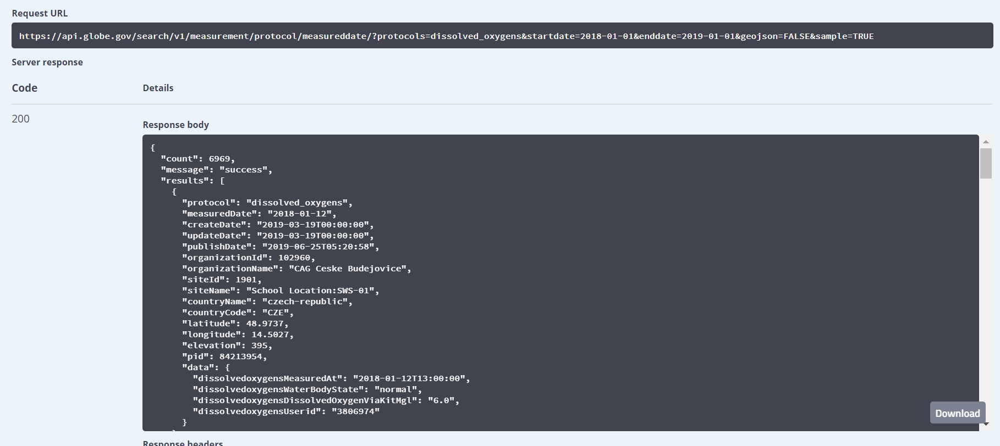 Request URL
https://api.globe.gov/search/v1/measurement/protocol/measureddate/?protocols=dissolved_oxygens&startdate=2018-01-01&enddate=2019-01-01&geojson=FALSE&sample=TRUE
Server response
Code Details
200
Response body
{
"count": 6969,
"message": "success",
"results": [
{
"protocol": "dissolved_oxygens",
"measuredDate": "2018-01-12",
"createDate": "2019-03-19T00:00:00",
"updateDate": "2019-03-19T00:00:00",
"publishDate": "2019-06-25T05:20:58",
"organizationId": 102960,
"organizationName": "CAG Ceske Budejovice",
"siteId": 1901,
"siteName": "School Location:SWS-01",
"countryName": "czech-republic",
"countryCode": "CZE",
"latitude": 48.9737,
"longitude": 14.5027,
"elevation": 395,
"pid": 84213954,
"data": {
"dissolvedoxygensMeasuredAt": "2018-01-12T13:00:00",
"dissolvedoxygensWaterBodyState": "normal",
"dissolvedoxygensDissolvedOxygenViaKitMgl": "6.0",
"dissolvedoxygensUserid": "3806974"
}
Download
Response headers